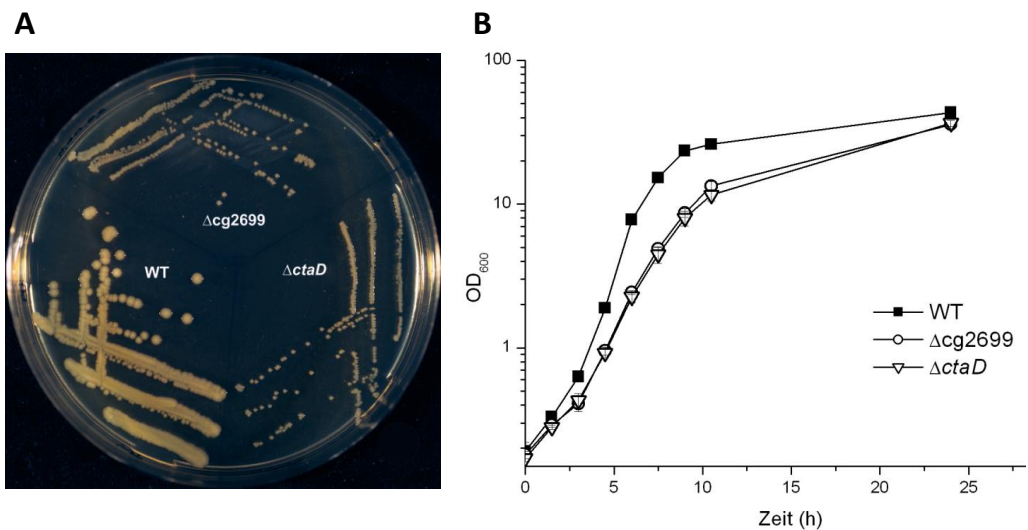 A
B
Δcg2699
WT
ΔctaD
100
10
1
OD600
0
5
10
15
20
25
Zeit (h)
WT
Δcg2699
ΔctaD